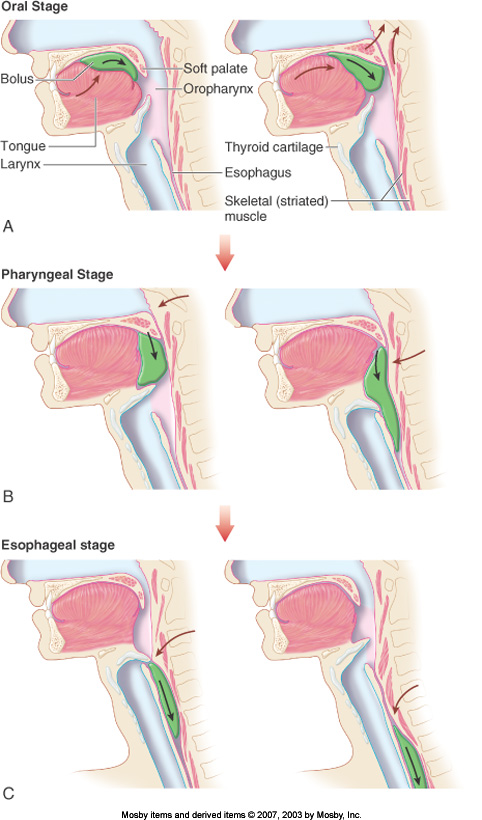 Oral Stage
Bolus
Soft palate
Oropharynx
Tongue
Larynx
Thyroid cartilage
Esophagus
Skeletal (striated)
muscle
A
Pharyngeal Stage
B
Esophageal stage
C
Mosby items and derived items © 2007, 2003 by Mosby, Inc.